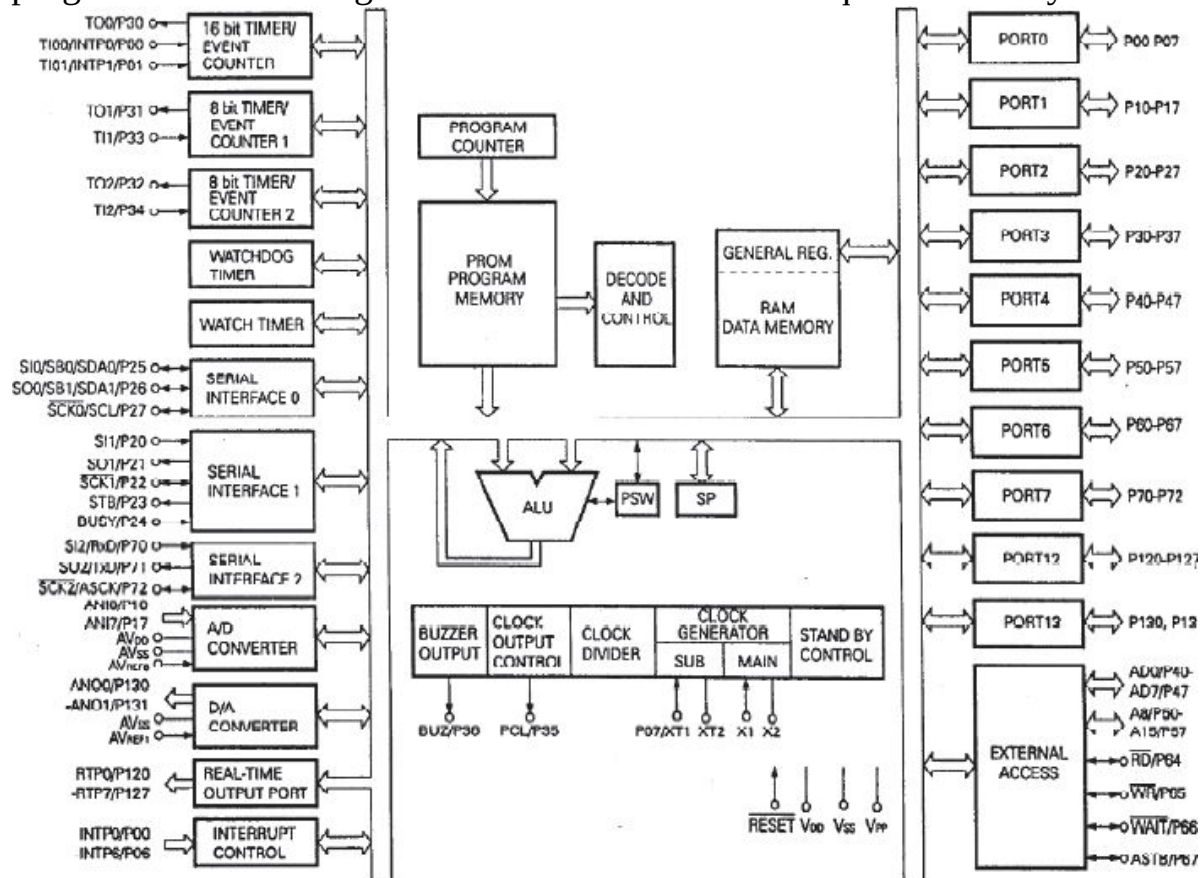 TO0/P30
TI00/INTP0/P00
TI01/INTP1/P01
16 bit TIMER/
EVENT
COUNTER
TO1/P31
TI1/P33
8 bit TIMER/
EVENT
COUNTER 1
TO2/P32
TI2/P34
8 bit TIMER/
EVENT
COUNTER 2
WATCHDOG
TIMER
WATCH TIMER
SI0/SB0/SDA0/P25
SO0/SB1/SDA1/P26
SCK0/SCL/P27
SERIAL
INTERFACE 0
SI1/P20
SO1/P21
SCK1/P22
STB/P23
BUSY/P24
SERIAL
INTERFACE 1
SI2/RxD/P70
SO2/TxD/P71
SCK2/ASCK/P72
SERIAL
INTERFACE 2
ANI0/P10
ANI7/P17
AVDD
AVSS
AVREF0
A/D
CONVERTER
ANO0/P130
-ANO1/P131
AVSS
AVREF1
D/A
CONVERTER
RTP0/P120
-RTP7/P127
REAL-TIME
OUTPUT PORT
INTP0/P00
INTP6/P06
INTERRUPT
CONTROL
PROGRAM
COUNTER
PROM
PROGRAM
MEMORY
DECODE
AND
CONTROL
GENERAL REG.
RAM
DATA MEMORY
ALU
PSW
SP
BUZZER
OUTPUT
CLOCK
OUTPUT
CONTROL
CLOCK
DIVIDER
CLOCK
GENERATOR
SUB
MAIN
STAND BY
CONTROL
BUZ/P36
PCL/P35
P07/XT1
XT2
X1
X2
RESET
VDD
VSS
VPP
PORT0
P00-P07
PORT1
P10-P17
PORT2
P20-P27
PORT3
P30-P37
PORT4
P40-P47
PORT5
P50-P57
PORT6
P60-P67
PORT7
P70-P72
PORT12
P120-P127
PORT13
P130, P13
EXTERNAL
ACCESS
AD0/P40-
AD7/P47
A8/P50-
A15/P57
RD/P64
WR/P65
WAIT/P66
ASTB/P67